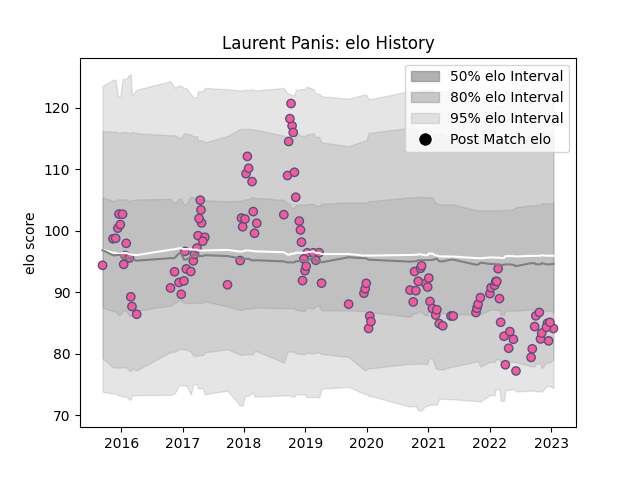 Laurent Panis: elo History
50% elo Interval
80% elo Interval
95% elo Interval
Post Match elo
elo score
120
110
100
90
80
70
2016 2017 2018 2019 2020 2021 2022 2023